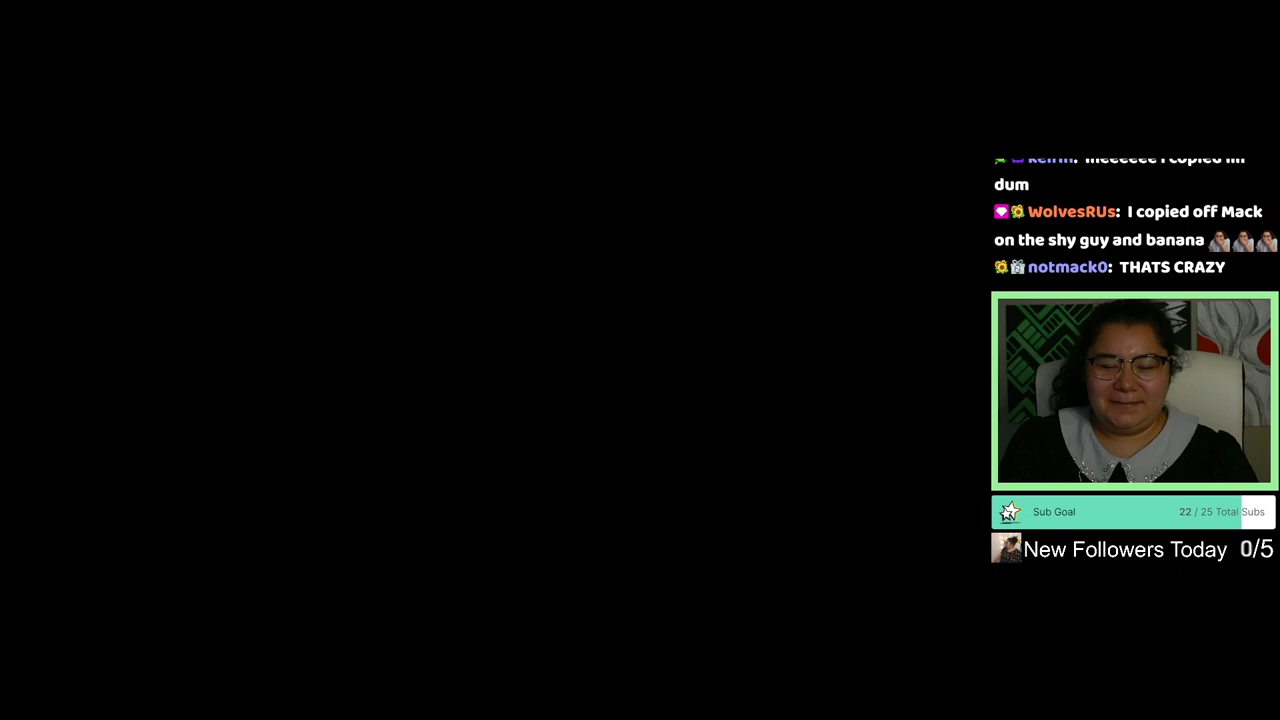 dum
WolvesRUs: I copied off Mack
on the shy guy and banana
notmack0: THATS CRAZY
Sub Goal 22 / 25 Total Subs
New Followers Today 0/5